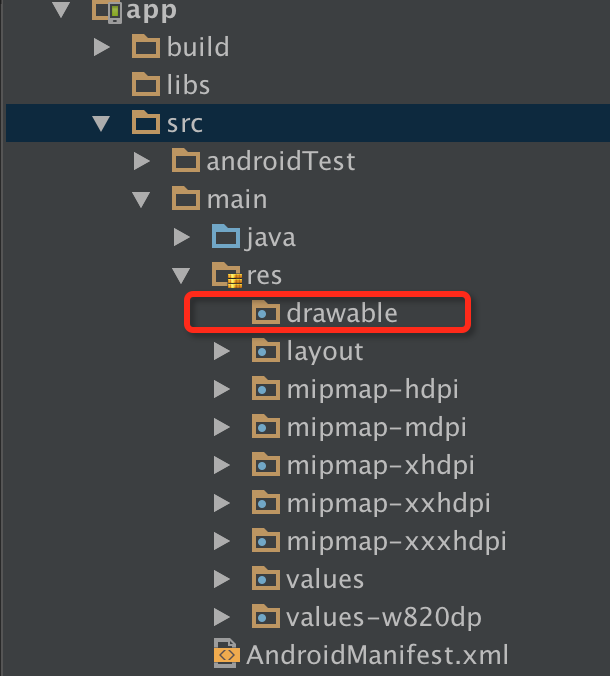 app
build
libs
src
androidTest
main
java
res
drawable
layout
mipmap-hdpi
mipmap-mdpi
mipmap-xhdpi
mipmap-xxhdpi
mipmap-xxxhdpi
values
values-w820dp
AndroidManifest.xml